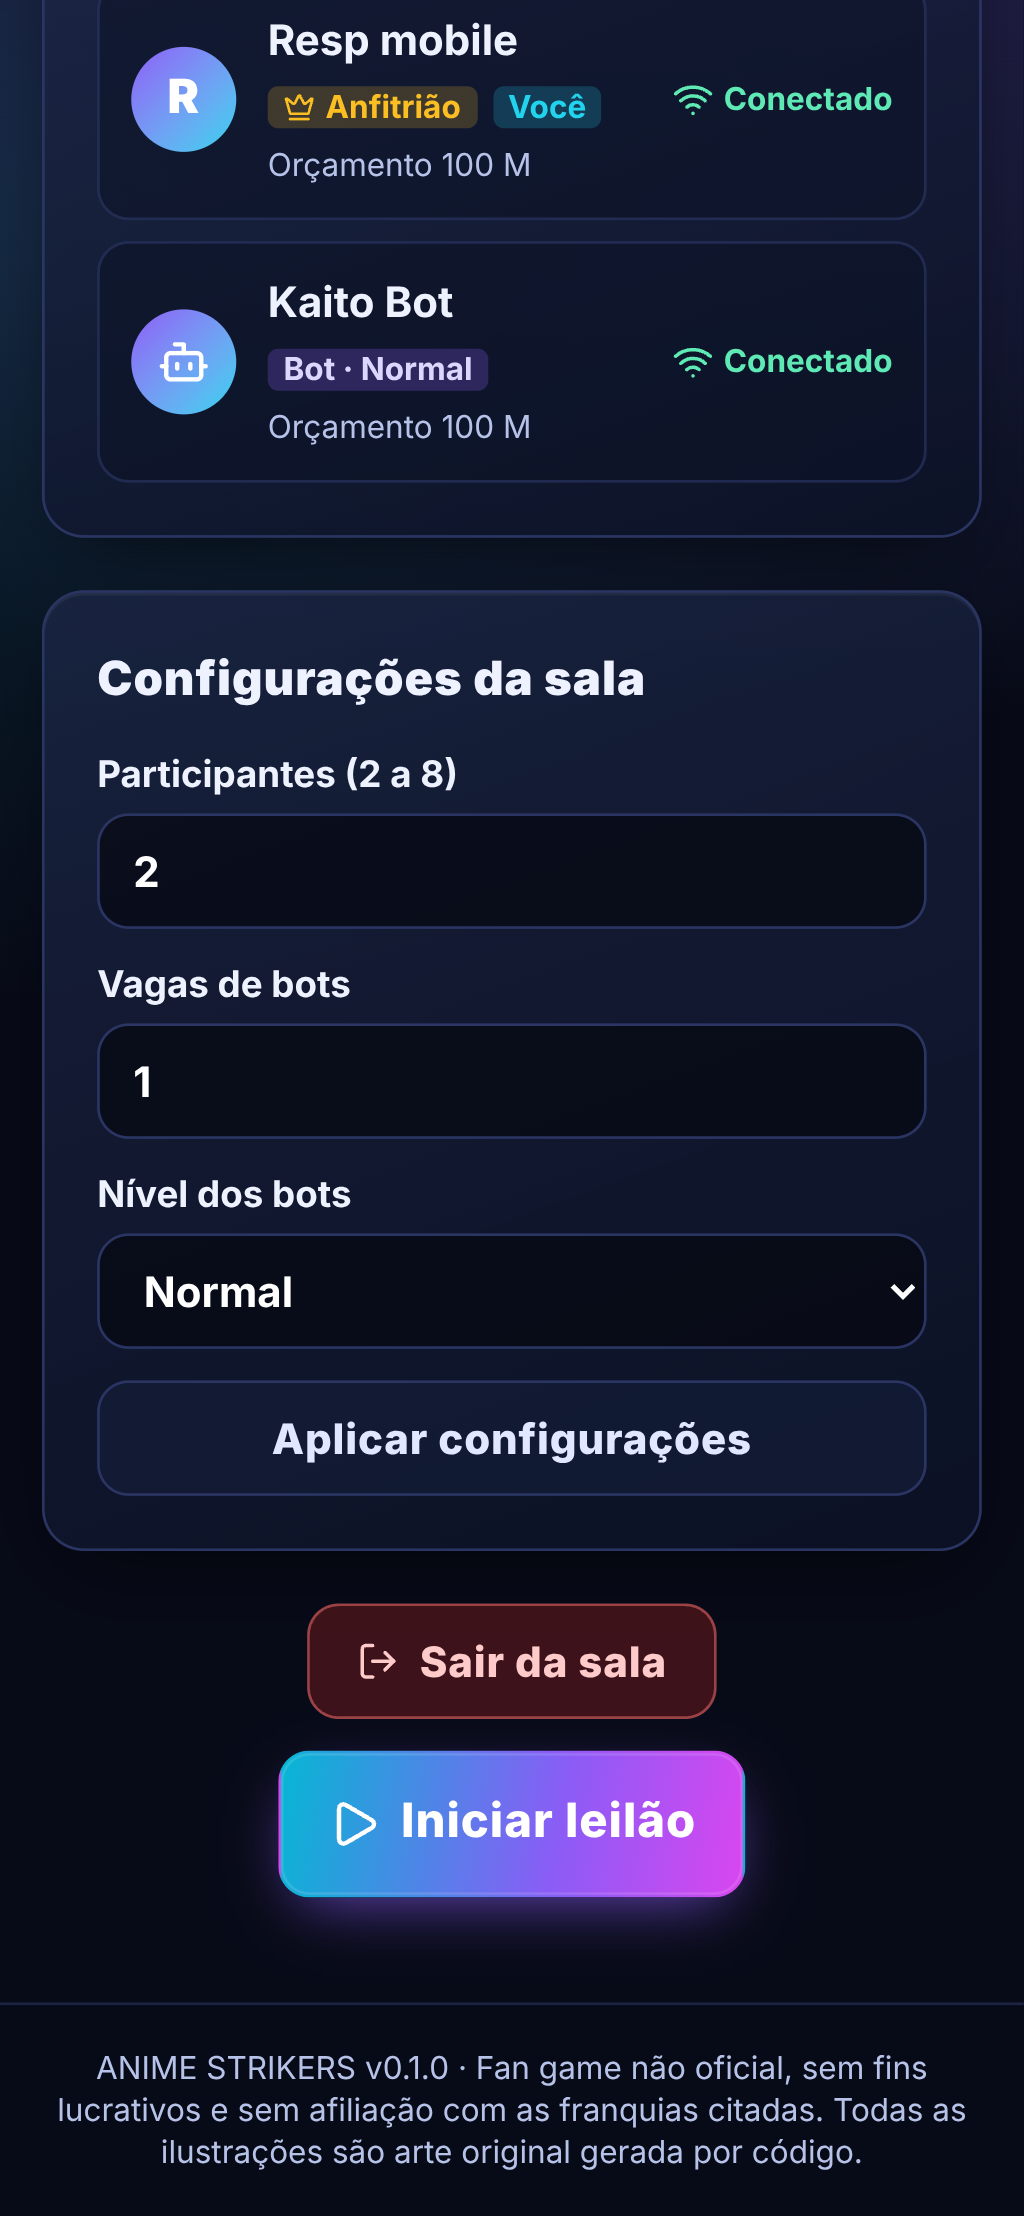 Resp mobile
R
Anfitrião Você
Conectado
Orçamento 100 M
Kaito Bot
Bot · Normal
Conectado
Orçamento 100 M
Configurações da sala
Participantes (2 a 8)
2
Vagas de bots
1
Nível dos bots
Normal
Aplicar configurações
Sair da sala
Iniciar leilão
ANIME STRIKERS v0.1.0 · Fan game não oficial, sem fins
lucrativos e sem afiliação com as franquias citadas. Todas as
ilustrações são arte original gerada por código.